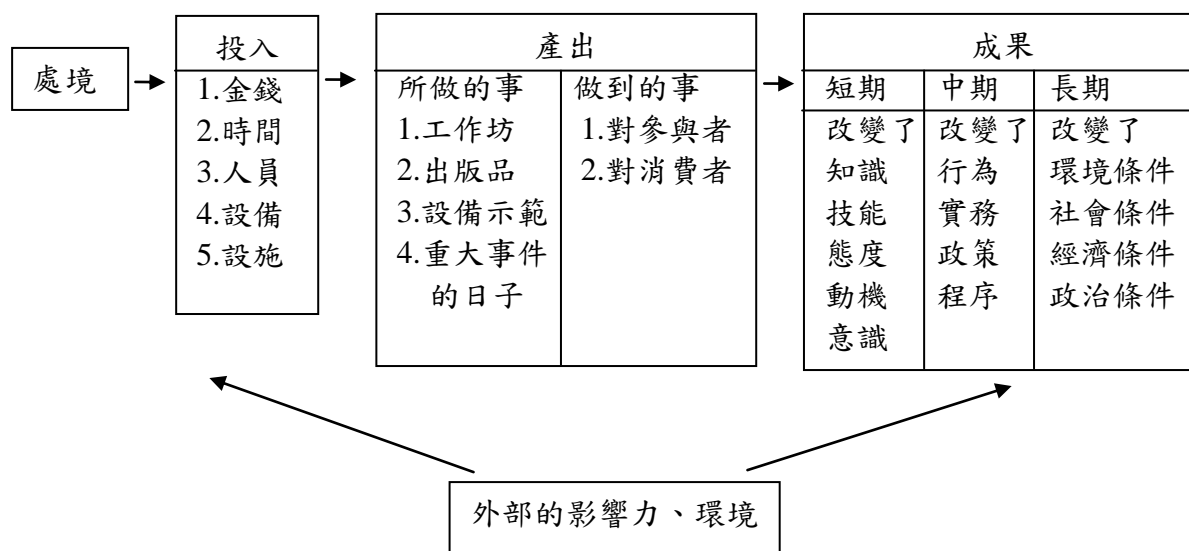 處境
投入
1.金錢
2.時間
3.人員
4.設備
5.設施
產出
所做的事
1.工作坊
2.出版品
3.設備示範
4.重大事件
的日子
做到的事
1.對參與者
2.對消費者
成果
短期
改變了
知識
技能
態度
動機
意識
中期
改變了
行為
實務
政策
程序
長期
改變了
環境條件
社會條件
經濟條件
政治條件
外部的影響力、環境